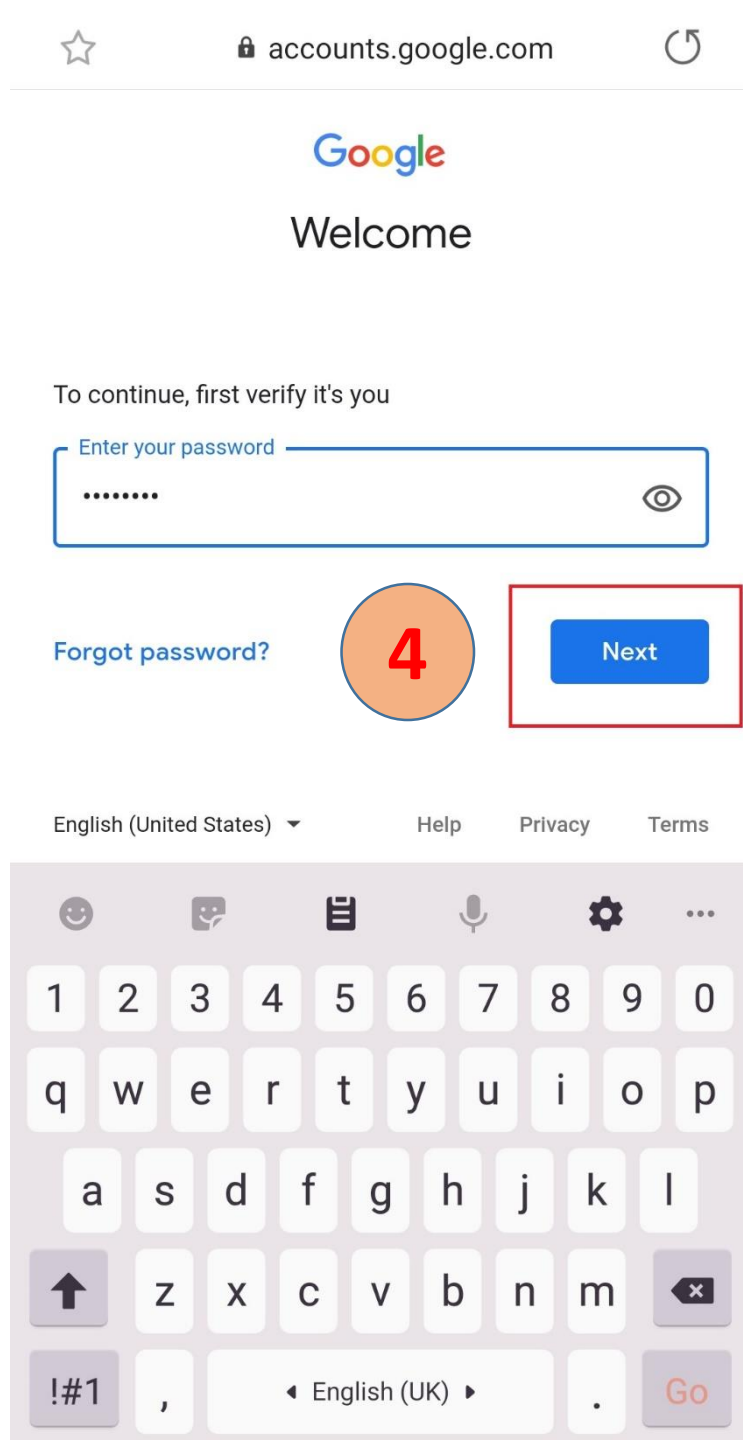 accounts.google.com
Google
Welcome
To continue, first verify it's you
Enter your password
••••••••
Forgot password?
4
Next
English (United States)
Help Privacy Terms
1 2 3 4 5 6 7 8 9 0
q w e r t y u i o p
a s d f g h j k l
z x c v b n m
!#1 , English (UK) . Go